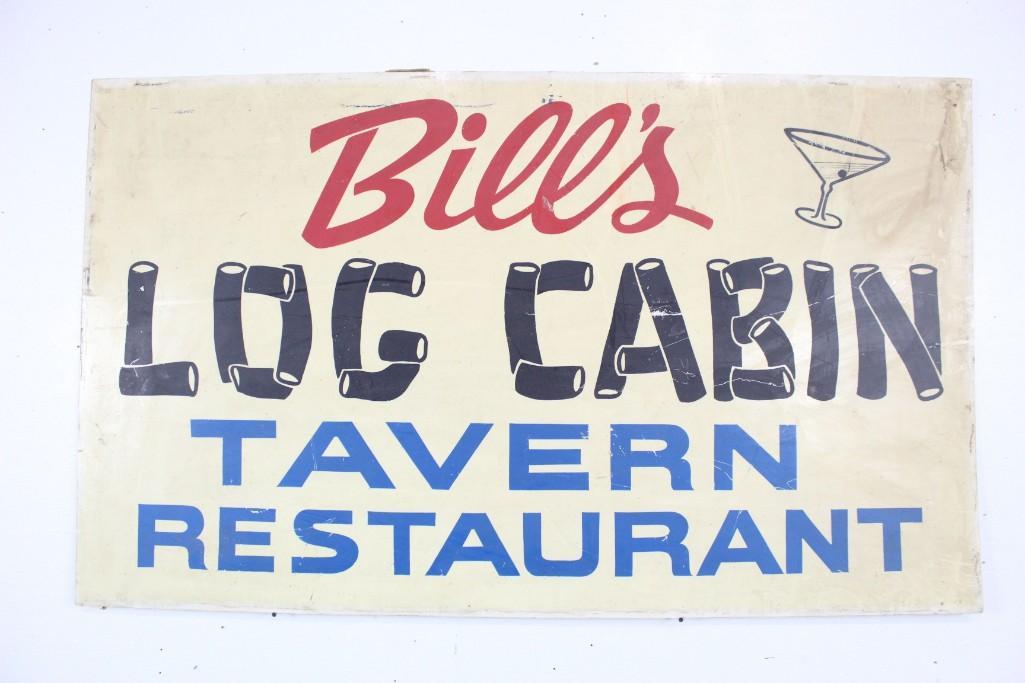 Bill's
LOG CABIN
TAVERN
RESTAURANT